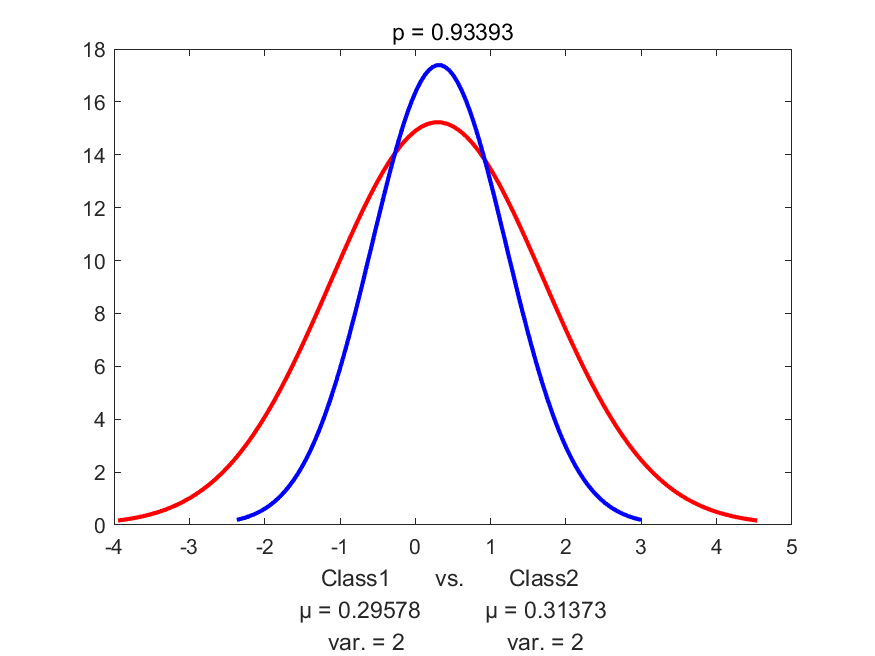 p = 0.93393
18
16
14
12
10
8
6
4
2
0
-4 -3 -2 -1 0 1 2 3 4 5
Class1 vs. Class2
μ = 0.29578 μ = 0.31373
var. = 2 var. = 2